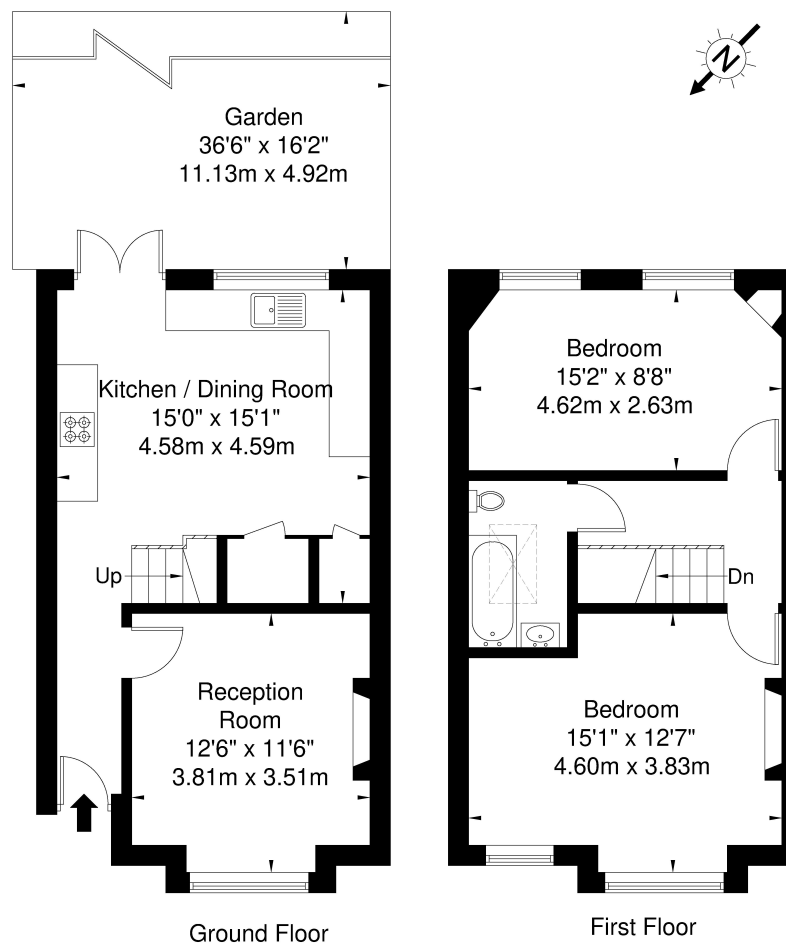 N
Garden
36'6" x 16'2"
11.13m x 4.92m
Kitchen / Dining Room
15'0" x 15'1"
4.58m x 4.59m
Up
Reception
Room
12'6" x 11'6"
3.81m x 3.51m
Ground Floor
Bedroom
15'2" x 8'8"
4.62m x 2.63m
Dn
Bedroom
15'1" x 12'7"
4.60m x 3.83m
First Floor